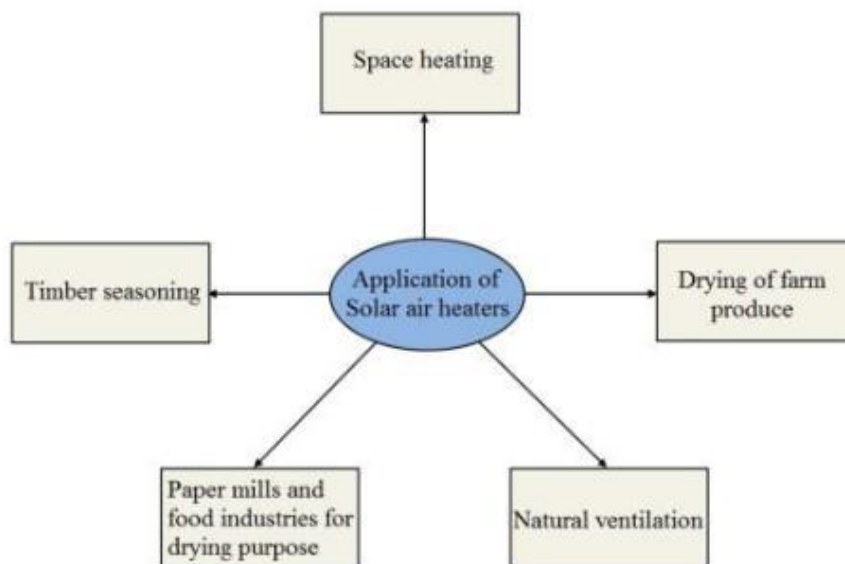 Space heating
Timber seasoning
Application of
Solar air heaters
Drying of farm
produce
Paper mills and
food industries for
drying purpose
Natural ventilation